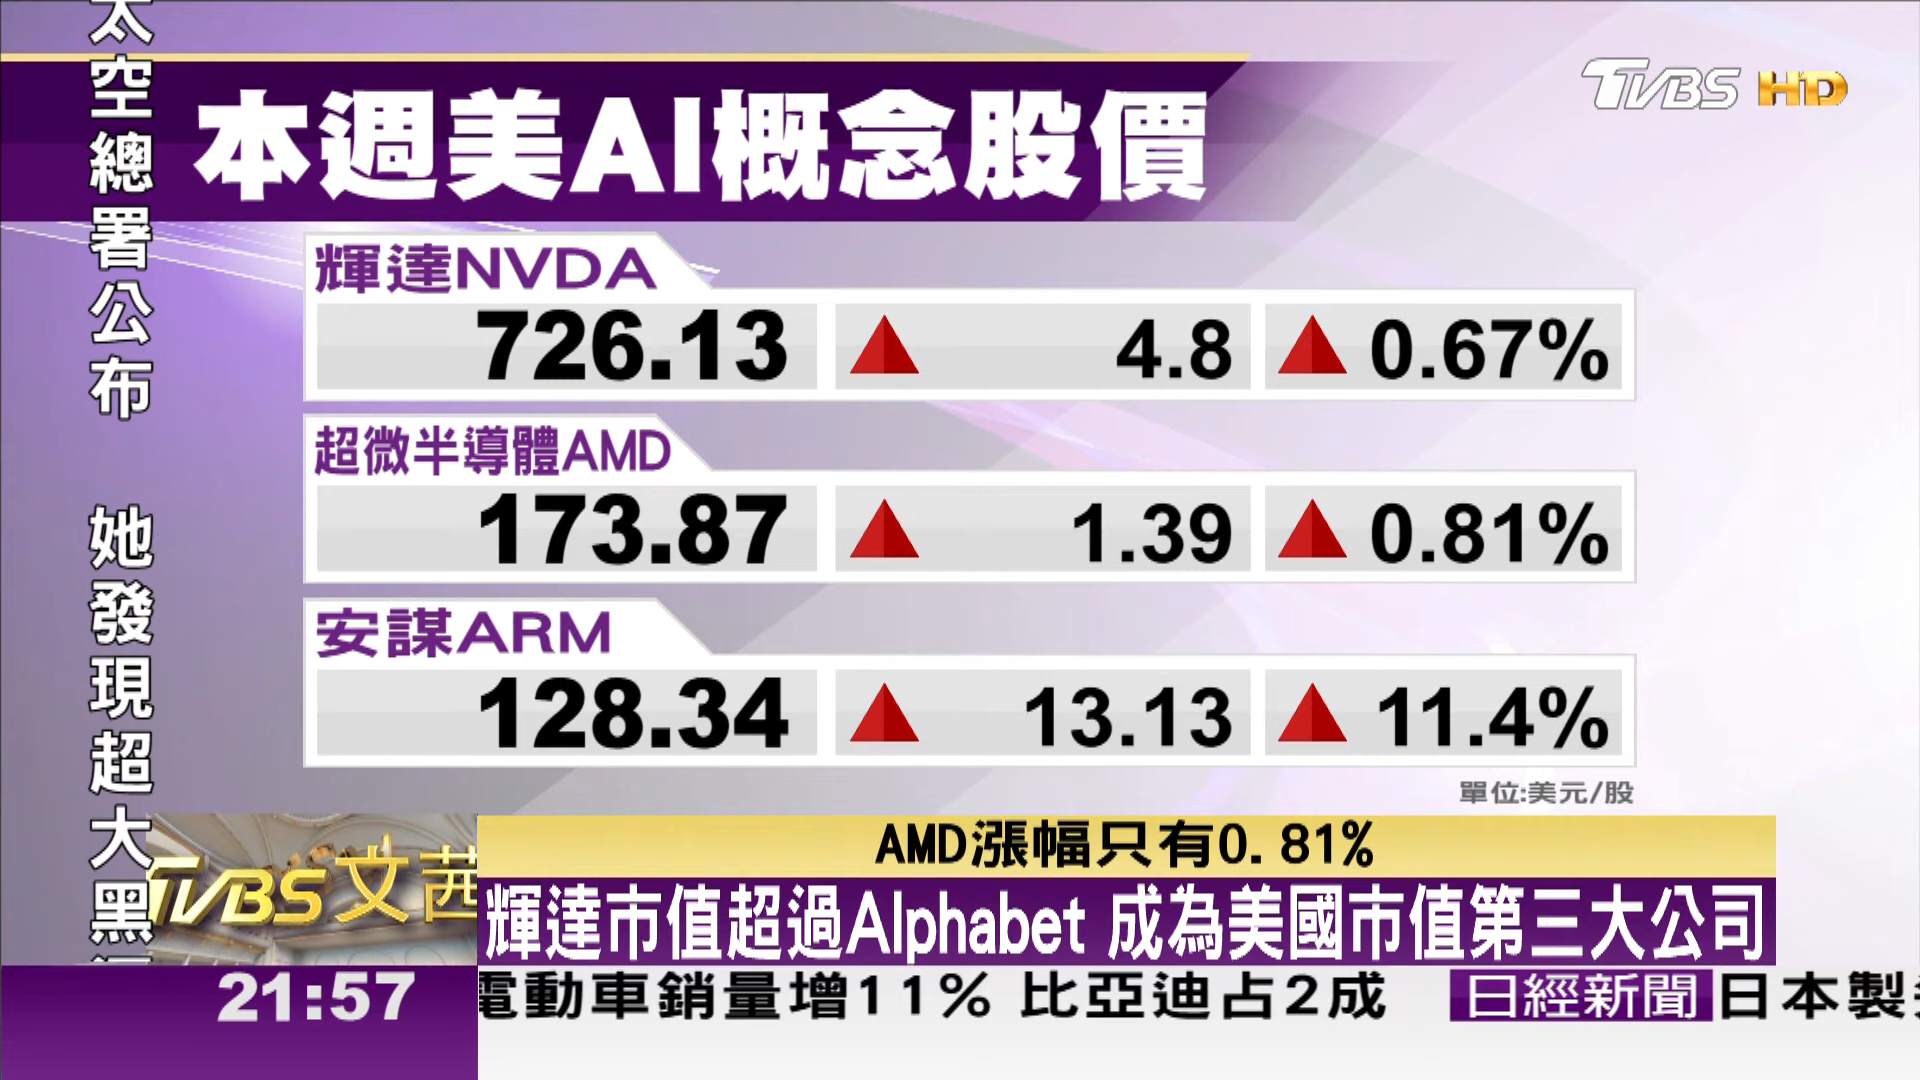 太空總署公布 她發現超大黑
本週美AI概念股價
TVBS HD
輝達NVDA
726.13 ▲ 4.8 ▲ 0.67%
超微半導體AMD
173.87 ▲ 1.39 ▲ 0.81%
安謀ARM
128.34 ▲ 13.13 ▲ 11.4%
單位:美元/股
TVBS文茜
AMD漲幅只有0.81%
輝達市值超過Alphabet 成為美國市值第三大公司
21:57
電動車銷量增11% 比亞迪占2成 日經新聞 日本製